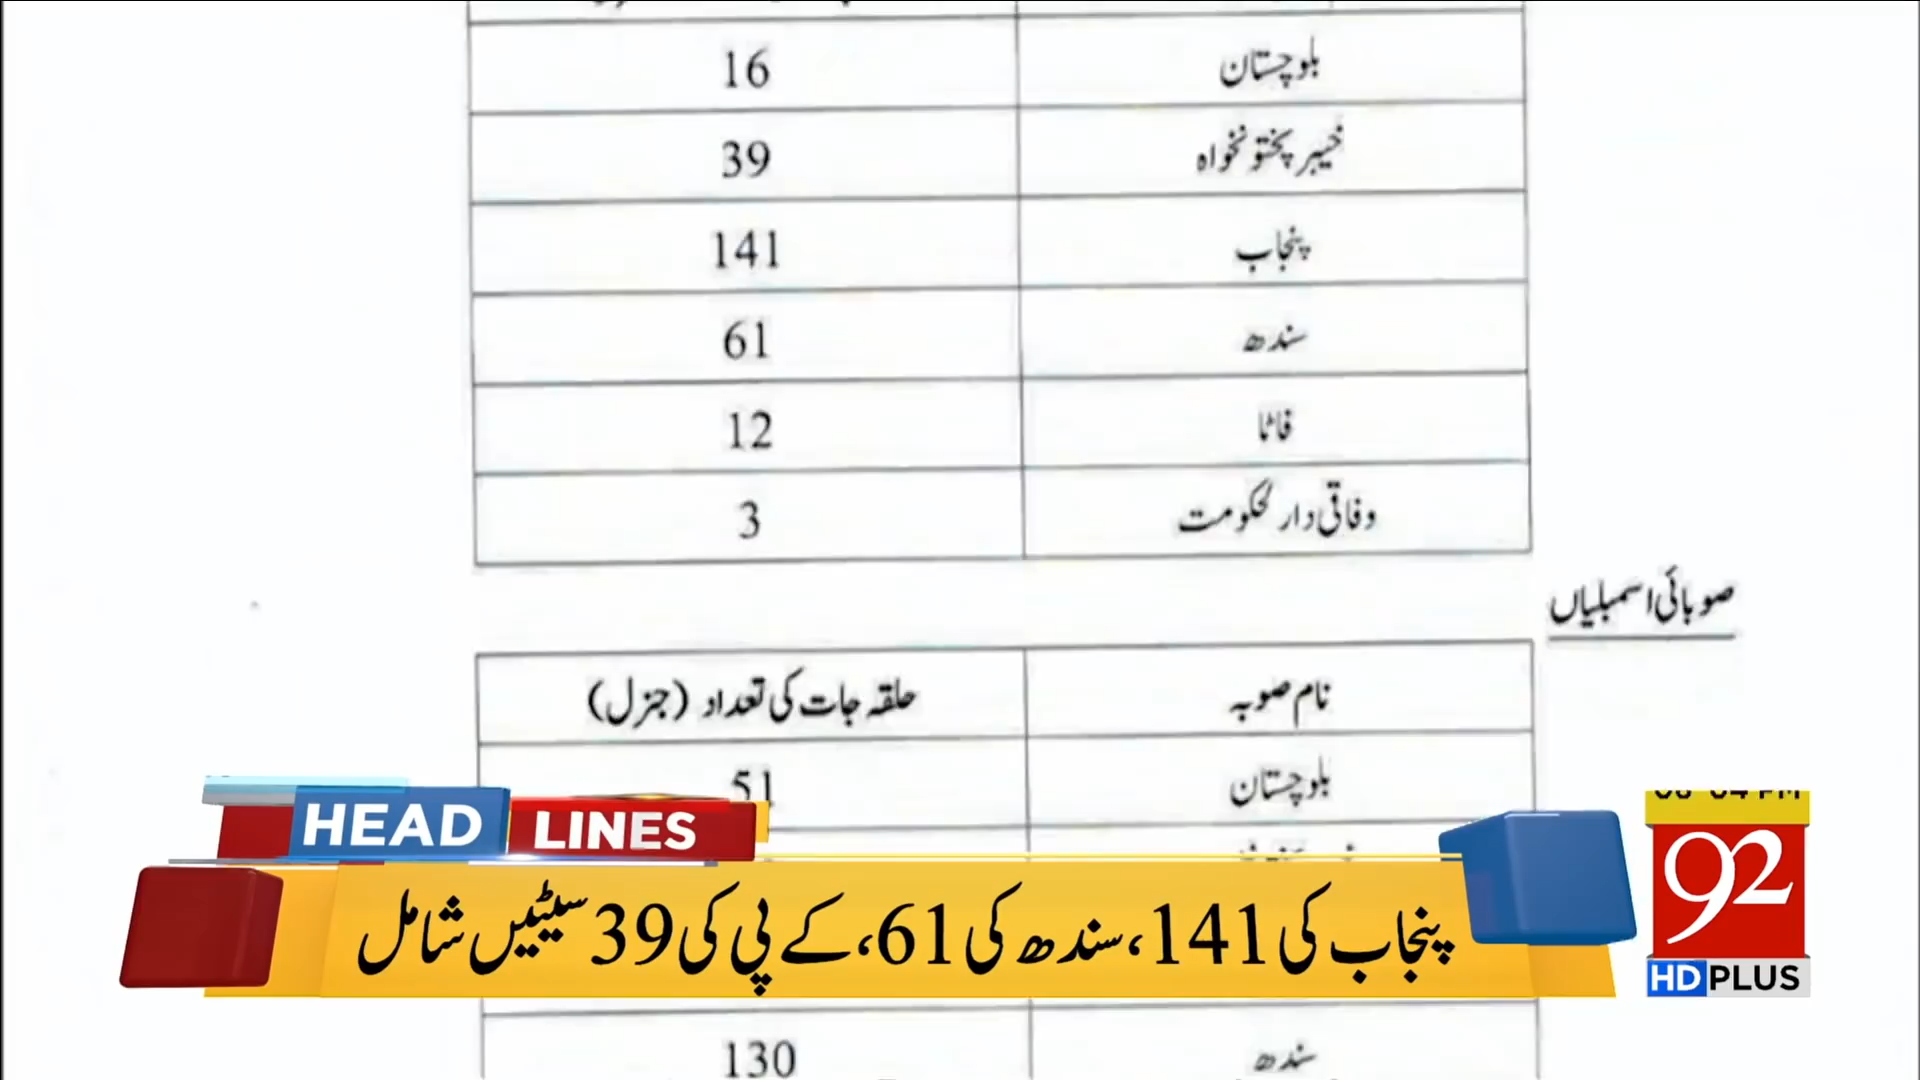 بلوچستان 16
خیبر پختونخواہ 39
پنجاب 141
سندھ 61
فاٹا 12
وفاقی دار لحکومت 3
صوبائی اسمبلیاں
نام صوبہ حلقہ جات کی تعداد (جنرل)
بلوچستان 51
HEAD LINES
پنجاب کی 141، سندھ کی 61، کے پی کی 39 سیٹیں شامل
92
HD PLUS
سندھ 130